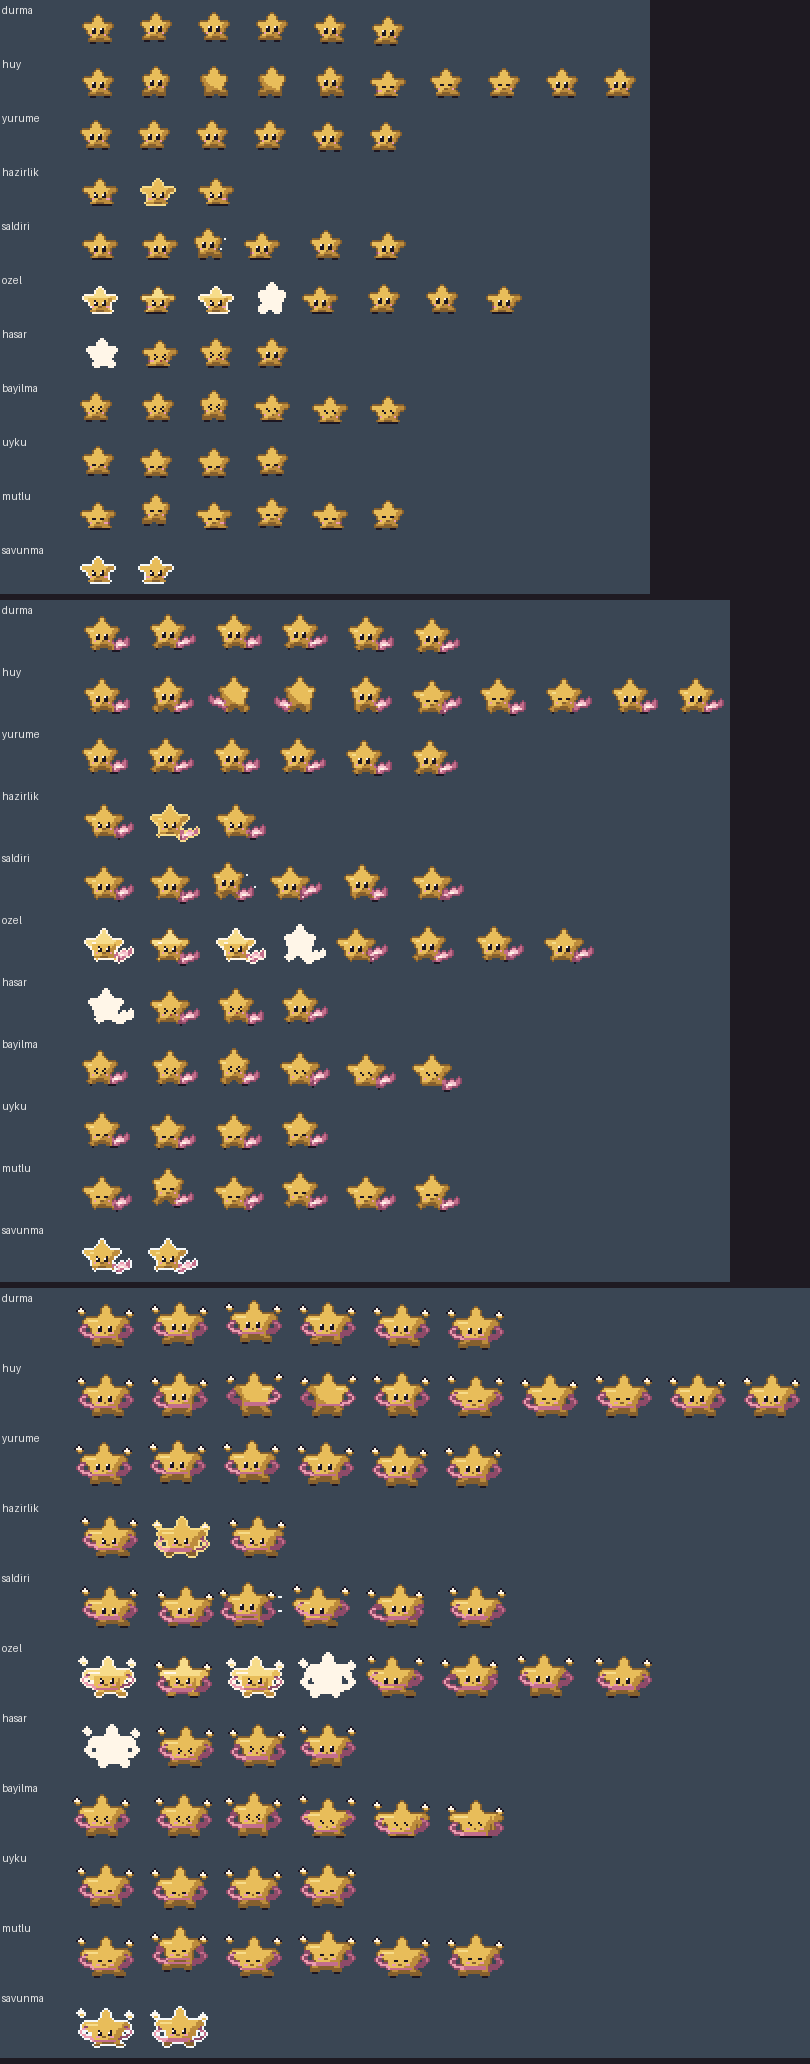 durma
huy
yurume
hazirlik
saldiri
ozel
hasar
bayilma
uyku
mutlu
savunma
durma
huy
yurume
hazirlik
saldiri
ozel
hasar
bayilma
uyku
mutlu
savunma
durma
huy
yurume
hazirlik
saldiri
ozel
hasar
bayilma
uyku
mutlu
savunma